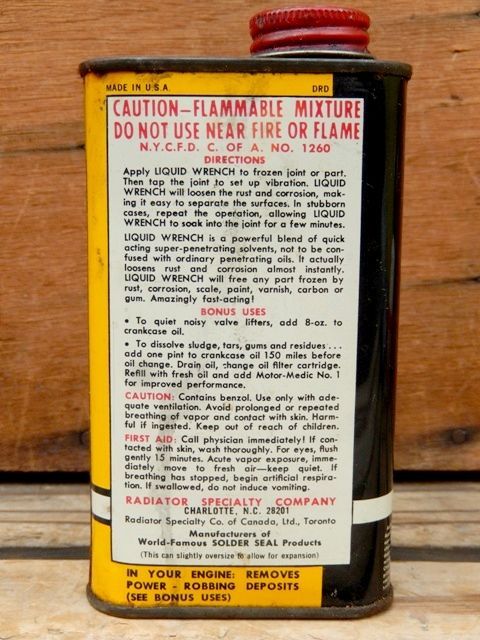 MADE IN U.S.A. DRD
CAUTION—FLAMMABLE MIXTURE
DO NOT USE NEAR FIRE OR FLAME
N.Y.C.F.D. C. OF A. NO. 1260
DIRECTIONS
Apply LIQUID WRENCH to frozen joint or part.
Then tap the joint to set up vibration. LIQUID
WRENCH will loosen the rust and corrosion, mak-
ing it easy to separate the surfaces. In stubborn
cases, repeat the operation, allowing LIQUID
WRENCH to soak into the joint for a few minutes.
LIQUID WRENCH is a powerful blend of quick
acting super-penetrating solvents, not to be con-
fused with ordinary penetrating oils. It actually
loosens rust and corrosion almost instantly.
LIQUID WRENCH will free any part frozen by
rust, corrosion, scale, paint, varnish, carbon or
gum. Amazingly fast-acting!
BONUS USES
• To quiet noisy valve lifters, add 8-oz. to
crankcase oil.
• To dissolve sludge, tars, gums and residues . . .
add one pint to crankcase oil 150 miles before
oil change. Drain oil, change oil filter cartridge.
Refill with fresh oil and add Motor-Medic No. 1
for improved performance.
CAUTION: Contains benzol. Use only with ade-
quate ventilation. Avoid prolonged or repeated
breathing of vapor and contact with skin. Harm-
ful if ingested. Keep out of reach of children.
FIRST AID: Call physician immediately! If con-
tacted with skin, wash thoroughly. For eyes, flush
gently 15 minutes. Acute vapor exposure, imme-
diately move to fresh air—keep quiet. If
breathing has stopped, begin artificial respira-
tion. If swallowed, do not induce vomiting.
RADIATOR SPECIALTY COMPANY
CHARLOTTE, N.C. 28201
Radiator Specialty Co. of Canada, Ltd., Toronto
Manufacturers of
World-Famous SOLDER SEAL Products
(This can slightly oversize to allow for expansion)
IN YOUR ENGINE: REMOVES
POWER - ROBBING DEPOSITS
(SEE BONUS USES)